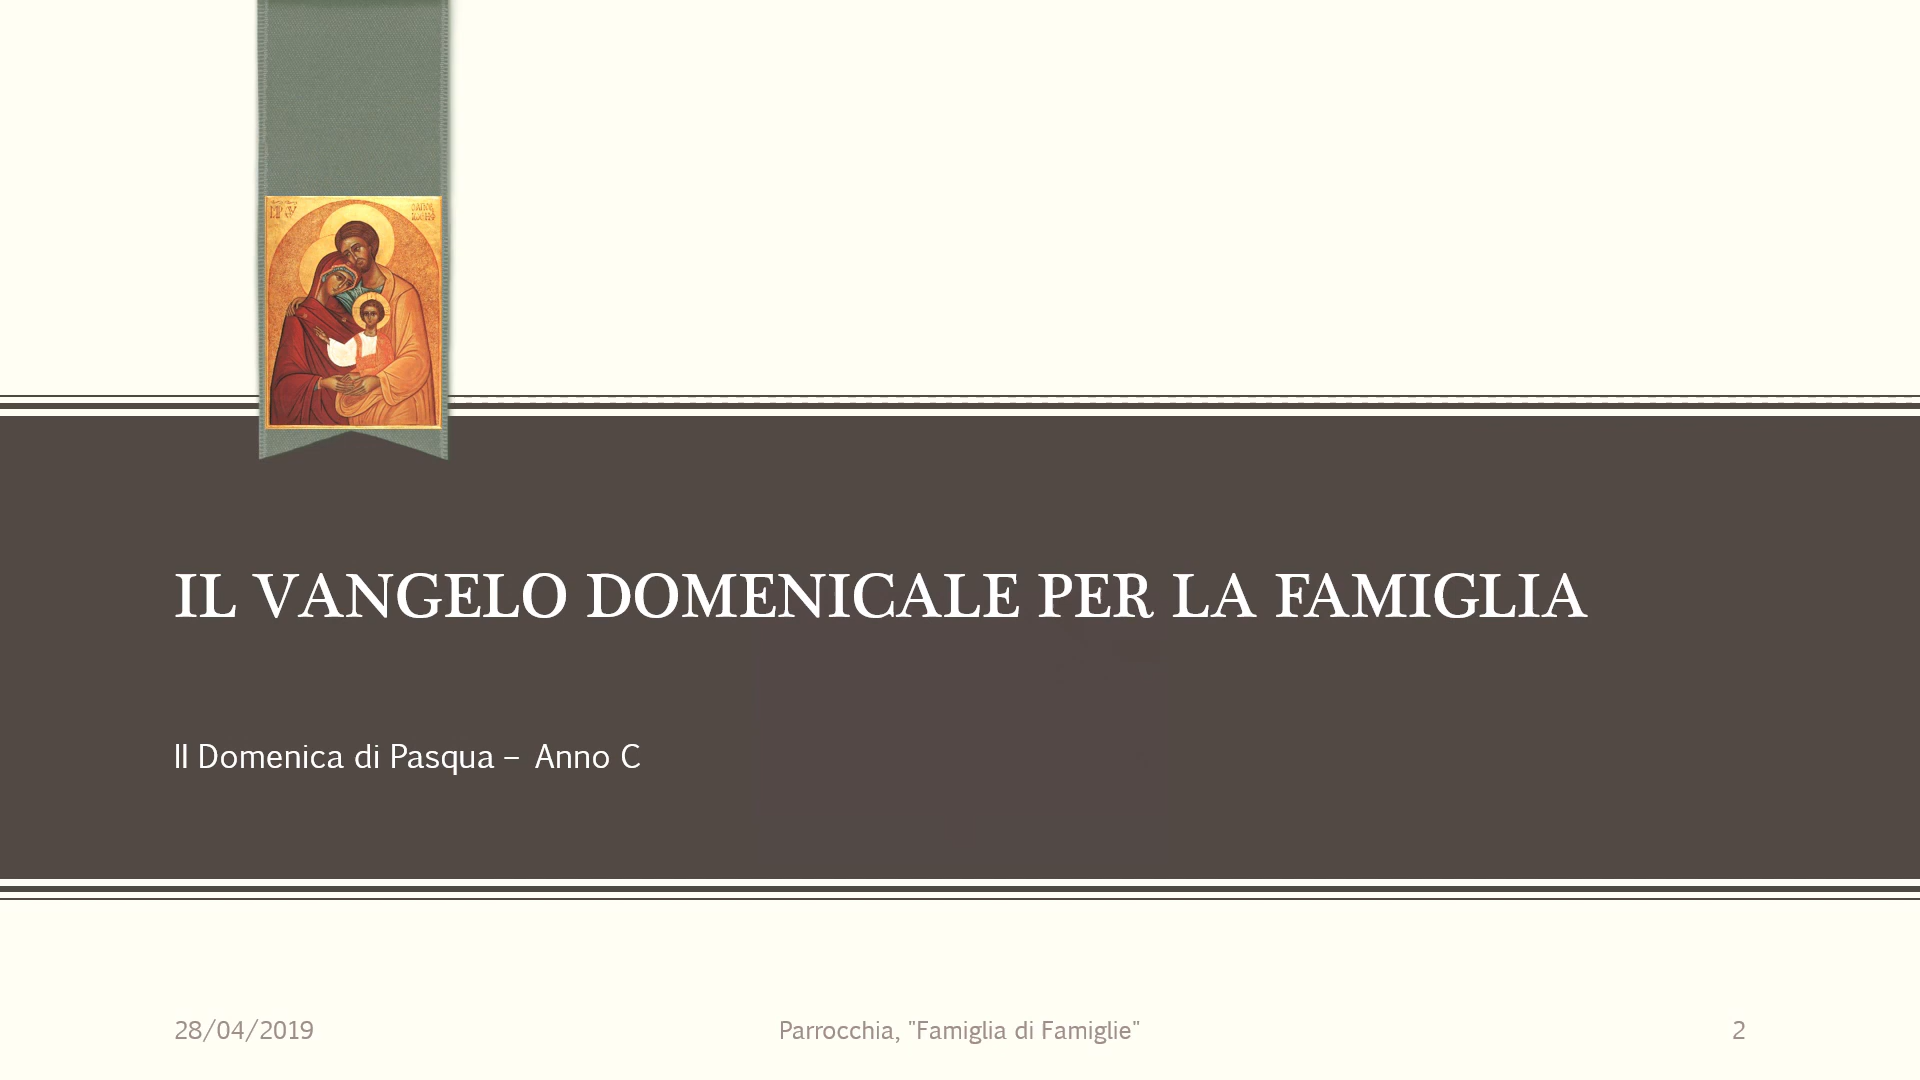 IL VANGELO DOMENICALE PER LA FAMIGLIA
II Domenica di Pasqua – Anno C
28/04/2019
Parrocchia, "Famiglia di Famiglie"
2